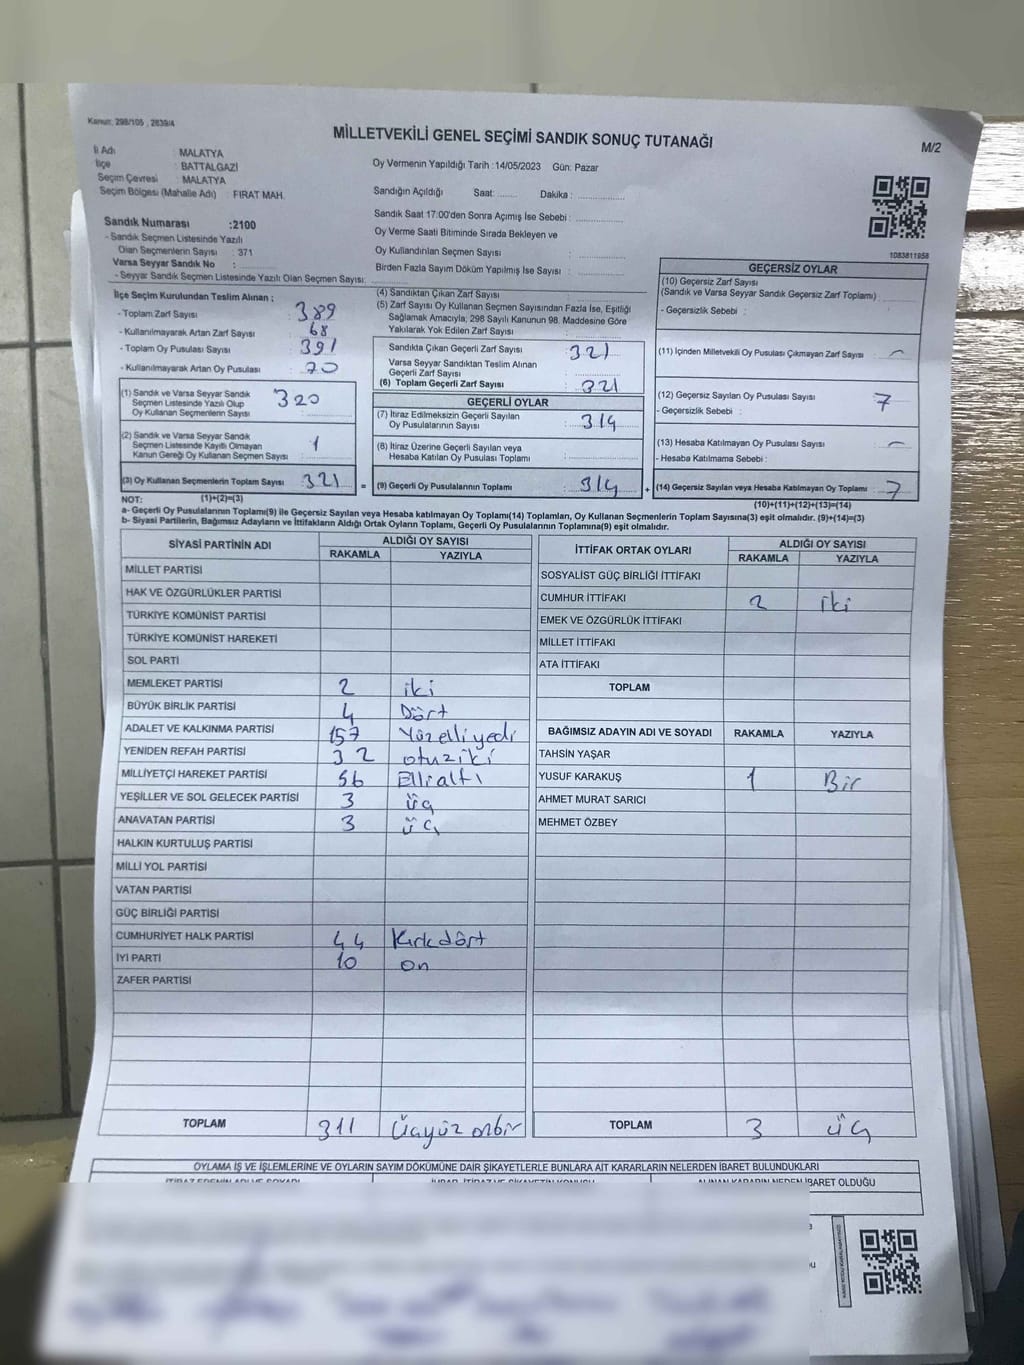 Kanun: 298/105 , 2839/4
MİLLETVEKİLİ GENEL SEÇİMİ SANDIK SONUÇ TUTANAĞI
M/2
İl Adı : MALATYA
İlçe : BATTALGAZİ
Seçim Çevresi : MALATYA
Seçim Bölgesi (Mahalle Adı) : FIRAT MAH.
Oy Vermenin Yapıldığı Tarih :14/05/2023 Gün: Pazar
Sandığın Açıldığı Saat: ........ Dakika : ..................
Sandık Saat 17:00'den Sonra Açımış İse Sebebi : ..................
Oy Verme Saati Bitiminde Sırada Bekleyen ve
Oy Kullandırılan Seçmen Sayısı : ..................
Birden Fazla Sayım Döküm Yapılmış İse Sayısı : ..................
Sandık Numarası :2100
- Sandık Seçmen Listesinde Yazılı
Olan Seçmenlerin Sayısı : 371
Varsa Seyyar Sandık No :
- Seyyar Sandık Seçmen Listesinde Yazılı Olan Seçmen Sayısı:
1083811958
İlçe Seçim Kurulundan Teslim Alınan ;
- Toplam Zarf Sayısı : 389
- Kullanılmayarak Artan Zarf Sayısı : 68
- Toplam Oy Pusulası Sayısı : 391
- Kullanılmayarak Artan Oy Pusulası : 70
(1) Sandık ve Varsa Seyyar Sandık
Seçmen Listesinde Yazılı Olup
Oy Kullanan Seçmenlerin Sayısı : 320
(2) Sandık ve Varsa Seyyar Sandık
Seçmen Listesinde Kayıtlı Olmayan
Kanun Gereği Oy Kullanan Seçmen Sayısı : 1
(3) Oy Kullanan Seçmenlerin Toplam Sayısı : 321
(4) Sandıktan Çıkan Zarf Sayısı :
(5) Zarf Sayısı Oy Kullanan Seçmen Sayısından Fazla İse, Eşitliği
Sağlamak Amacıyla; 298 Sayılı Kanunun 98. Maddesine Göre
Yakılarak Yok Edilen Zarf Sayısı :
Sandıkta Çıkan Geçerli Zarf Sayısı : 321
Varsa Seyyar Sandıktan Teslim Alınan
Geçerli Zarf Sayısı :
(6) Toplam Geçerli Zarf Sayısı : 321
GEÇERLİ OYLAR
(7) İtiraz Edilmeksizin Geçerli Sayılan
Oy Pusulalarının Sayısı : 314
(8) İtiraz Üzerine Geçerli Sayılan veya
Hesaba Katılan Oy Pusulası Toplamı :
= (9) Geçerli Oy Pusulalarının Toplamı : 314
GEÇERSİZ OYLAR
(10) Geçersiz Zarf Sayısı
(Sandık ve Varsa Seyyar Sandık Geçersiz Zarf Toplamı) :
- Geçersizlik Sebebi :
(11) İçinden Milletvekili Oy Pusulası Çıkmayan Zarf Sayısı : -
(12) Geçersiz Sayılan Oy Pusulası Sayısı : 7
- Geçersizlik Sebebi :
(13) Hesaba Katılmayan Oy Pusulası Sayısı : -
- Hesaba Katılmama Sebebi :
+ (14) Geçersiz Sayılan veya Hesaba Katılmayan Oy Toplamı : 7
NOT: (1)+(2)=(3)
(10)+(11)+(12)+(13)=(14)
a- Geçerli Oy Pusulalarının Toplamı(9) ile Geçersiz Sayılan veya Hesaba katılmayan Oy Toplamı(14) Toplamları, Oy Kullanan Seçmenlerin Toplam Sayısına(3) eşit olmalıdır. (9)+(14)=(3)
b- Siyasi Partilerin, Bağımsız Adayların ve İttifakların Aldığı Ortak Oyların Toplamı, Geçerli Oy Pusulalarının Toplamına(9) eşit olmalıdır.
SİYASİ PARTİNİN ADI ALDIĞI OY SAYISI
RAKAMLA YAZIYLA
MİLLET PARTİSİ
HAK VE ÖZGÜRLÜKLER PARTİSİ
TÜRKİYE KOMÜNİST PARTİSİ
TÜRKİYE KOMÜNİST HAREKETİ
SOL PARTİ
MEMLEKET PARTİSİ 2 iki
BÜYÜK BİRLİK PARTİSİ 4 Dört
ADALET VE KALKINMA PARTİSİ 157 Yüzelliyedi
YENİDEN REFAH PARTİSİ 32 otuziki
MİLLİYETÇİ HAREKET PARTİSİ 56 Ellialtı
YEŞİLLER VE SOL GELECEK PARTİSİ 3 üç
ANAVATAN PARTİSİ 3 üç
HALKIN KURTULUŞ PARTİSİ
MİLLİ YOL PARTİSİ
VATAN PARTİSİ
GÜÇ BİRLİĞİ PARTİSİ
CUMHURİYET HALK PARTİSİ 44 Kırkdört
İYİ PARTİ 10 on
ZAFER PARTİSİ
TOPLAM 311 Üçyüz onbir
İTTİFAK ORTAK OYLARI ALDIĞI OY SAYISI
RAKAMLA YAZIYLA
SOSYALİST GÜÇ BİRLİĞİ İTTİFAKI
CUMHUR İTTİFAKI 2 iki
EMEK VE ÖZGÜRLÜK İTTİFAKI
MİLLET İTTİFAKI
ATA İTTİFAKI
TOPLAM
BAĞIMSIZ ADAYIN ADI VE SOYADI RAKAMLA YAZIYLA
TAHSİN YAŞAR
YUSUF KARAKUŞ 1 Bir
AHMET MURAT SARICI
MEHMET ÖZBEY
TOPLAM 3 üç
OYLAMA İŞ VE İŞLEMLERİNE VE OYLARIN SAYIM DÖKÜMÜNE DAİR ŞİKAYETLERLE BUNLARA AİT KARARLARIN NELERDEN İBARET BULUNDUKLARI
İTİRAZ EDENİN ADI VE SOYADI
ALINAN KARARIN NEDEN İBARET OLDUĞU